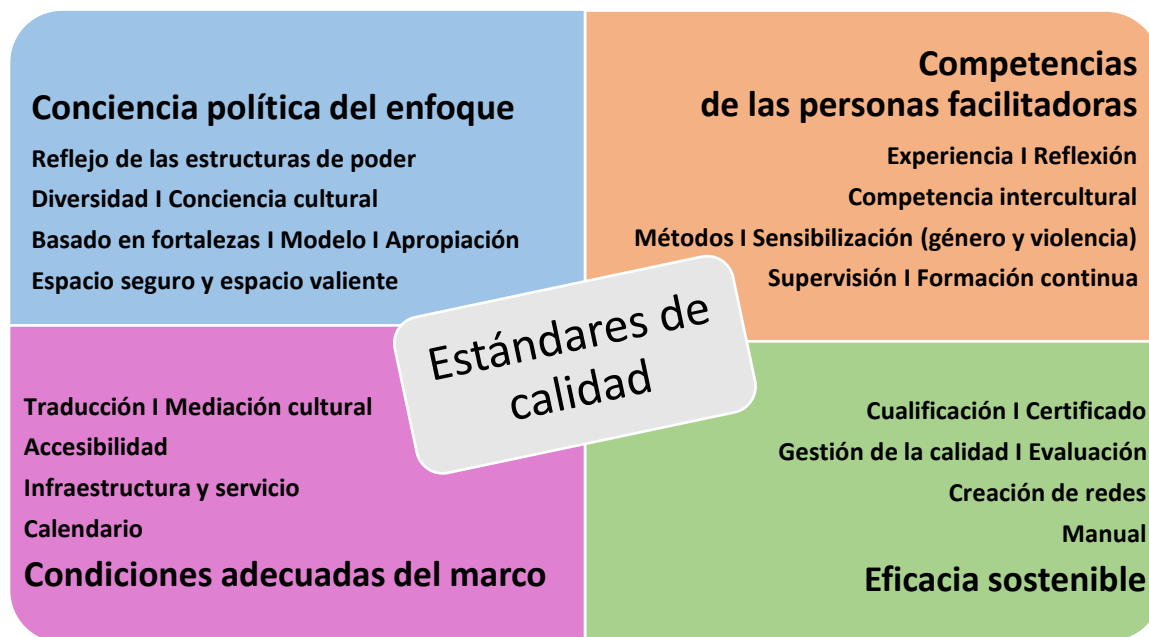 Conciencia política del enfoque
Reflejo de las estructuras de poder
Diversidad I Conciencia cultural
Basado en fortalezas I Modelo I Apropiación
Espacio seguro y espacio valiente
Competencias
de las personas facilitadoras
Experiencia I Reflexión
Competencia intercultural
Métodos I Sensibilización (género y violencia)
Supervisión I Formación continua
Estándares de
calidad
Traducción I Mediación cultural
Accesibilidad
Infraestructura y servicio
Calendario
Condiciones adecuadas del marco
Cualificación I Certificado
Gestión de la calidad I Evaluación
Creación de redes
Manual
Eficacia sostenible